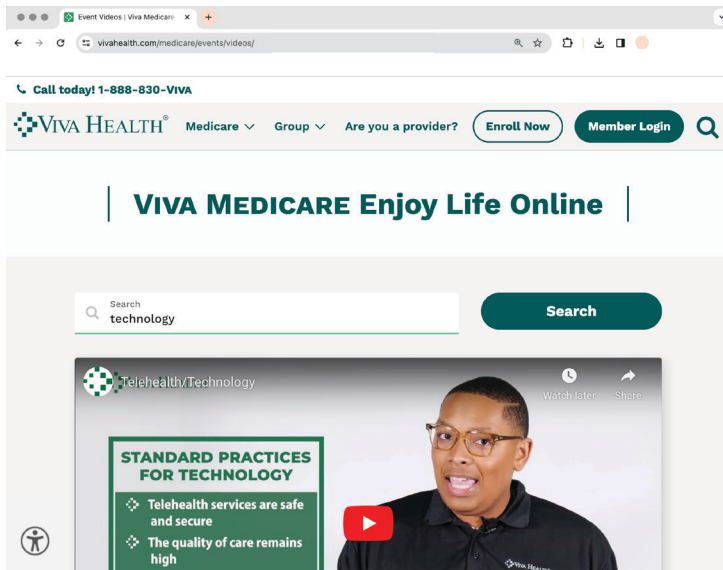 Event Videos | Viva Medicare
vivahealth.com/medicare/events/videos/
Call today! 1-888-830-VIVA
VIVA HEALTH®
Medicare
Group
Are you a provider?
Enroll Now
Member Login
VIVA MEDICARE Enjoy Life Online
Search
technology
Search
Telehealth/Technology
Watch later
Share
STANDARD PRACTICES
FOR TECHNOLOGY
Telehealth services are safe
and secure
The quality of care remains
high
VIVA HEALTH